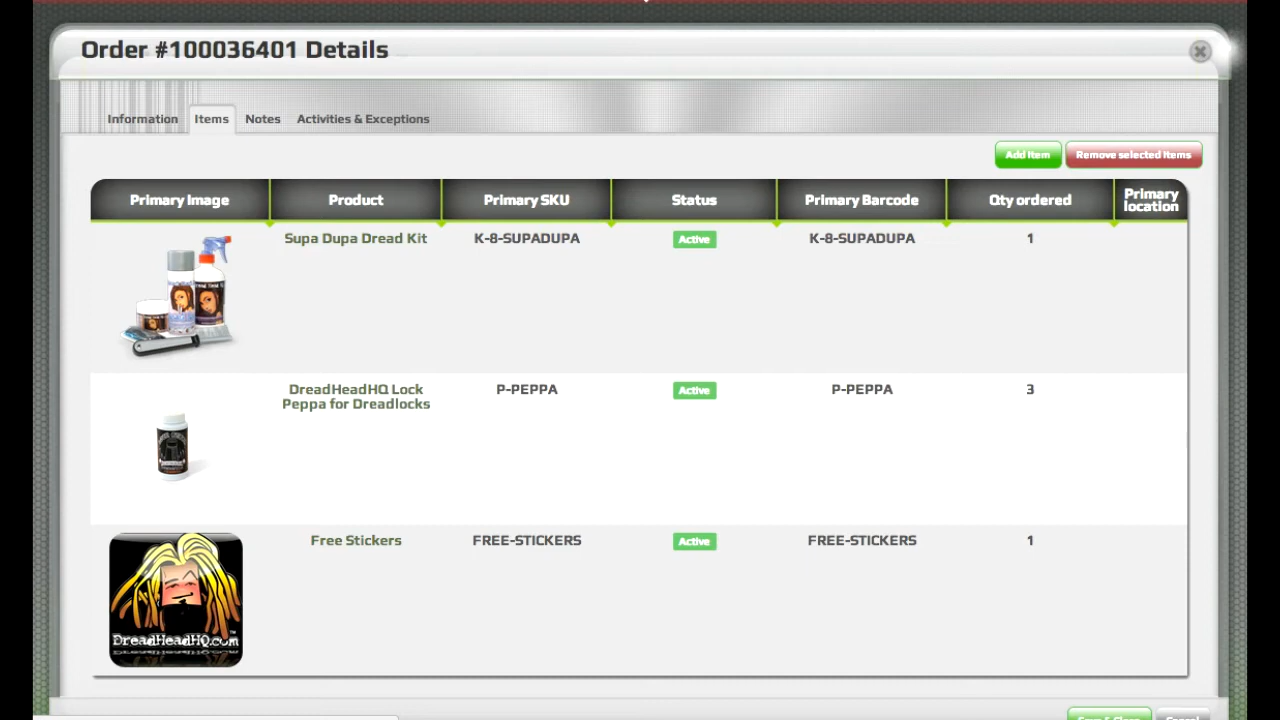 Order #100036401 Details
Information Items Notes Activities & Exceptions
Add Item Remove selected Items
Primary Image Product Primary SKU Status Primary Barcode Qty ordered Primary location
Supa Dupa Dread Kit K-8-SUPADUPA Active K-8-SUPADUPA 1
DreadHeadHQ Lock P-PEPPA Active P-PEPPA 3
Peppa for Dreadlocks
Free Stickers FREE-STICKERS Active FREE-STICKERS 1
DreadHeadHQ.com